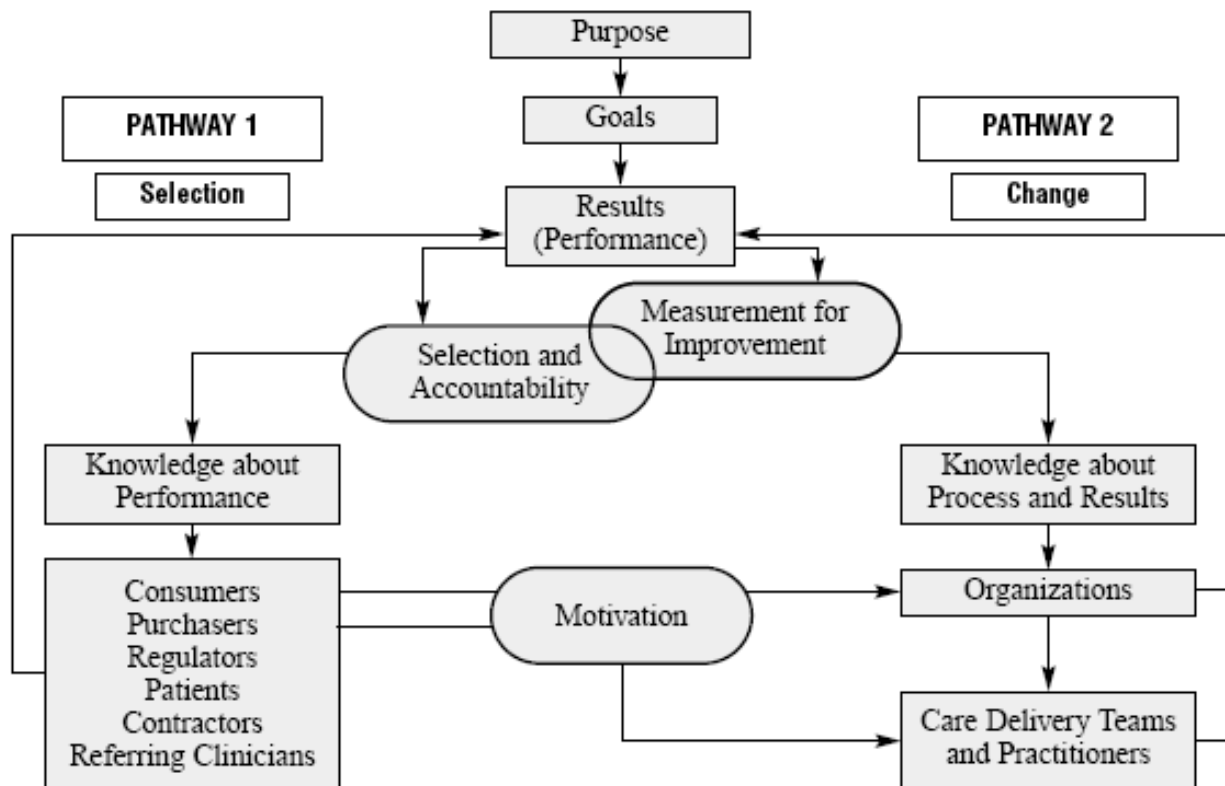 Purpose
PATHWAY 1
Goals
PATHWAY 2
Selection
Results
(Performance)
Change
Measurement for
Improvement
Selection and
Accountability
Knowledge about
Performance
Knowledge about
Process and Results
Consumers
Purchasers
Regulators
Patients
Contractors
Referring Clinicians
Motivation
Organizations
Care Delivery Teams
and Practitioners